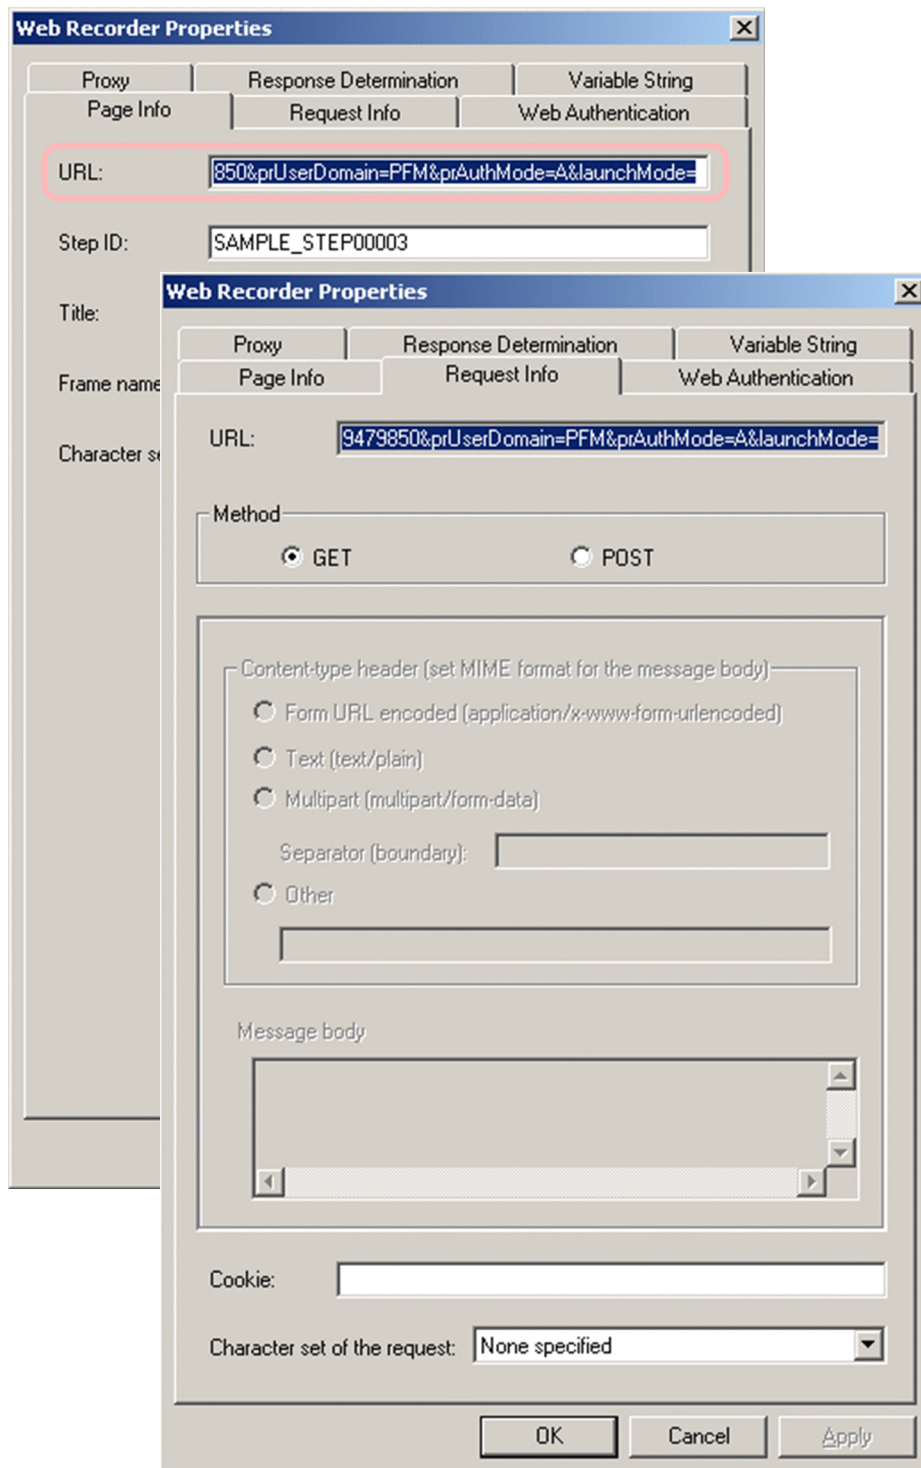 Web Recorder Properties
Proxy Response Determination Variable String
Page Info Request Info Web Authentication
URL: 850&prUserDomain=PFM&prAuthMode=A&launchMode=
Step ID: SAMPLE_STEP00003
Title:
Frame name
Character se
Web Recorder Properties
Proxy Response Determination Variable String
Page Info Request Info Web Authentication
URL: 9479850&prUserDomain=PFM&prAuthMode=A&launchMode=
Method
GET POST
Content-type header (set MIME format for the message body)
Form URL encoded (application/x-www-form-urlencoded)
Text (text/plain)
Multipart (multipart/form-data)
Separator (boundary):
Other
Message body
Cookie:
Character set of the request: None specified
OK Cancel Apply